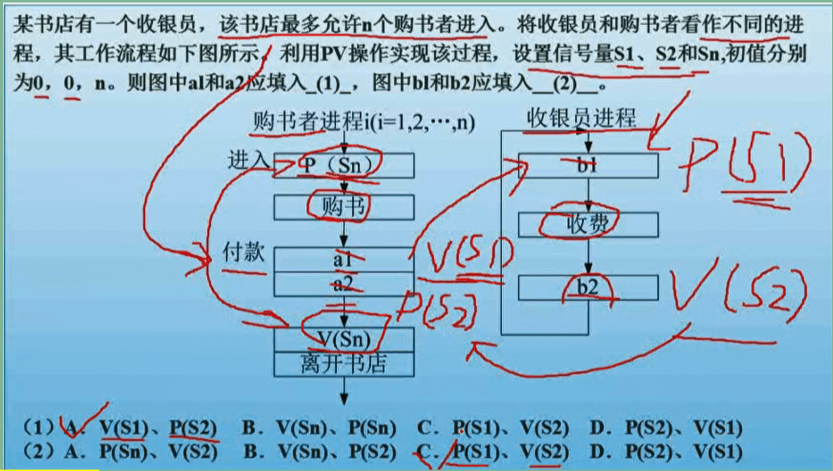 某书店有一个收银员，该书店最多允许n个购书者进入。将收银员和购书者看作不同的进
程，其工作流程如下图所示。利用PV操作实现该过程，设置信号量S1、S2和Sn,初值分别
为0，0，n。则图中a1和a2应填入_(1)_，图中b1和b2应填入__(2)__。
购书者进程i(i=1,2,…,n)
收银员进程
进入
P（Sn）
b1
P(S1)
购书
收费
付款
a1
V(S1)
a2
P(S2)
b2
V(S2)
V(Sn)
离开书店
（1）A. V(S1)、P(S2) B. V(Sn)、P(Sn) C. P(S1)、V(S2) D. P(S2)、V(S1)
（2）A. P(Sn)、V(S2) B. V(Sn)、P(S2) C. P(S1)、V(S2) D. P(S2)、V(S1)